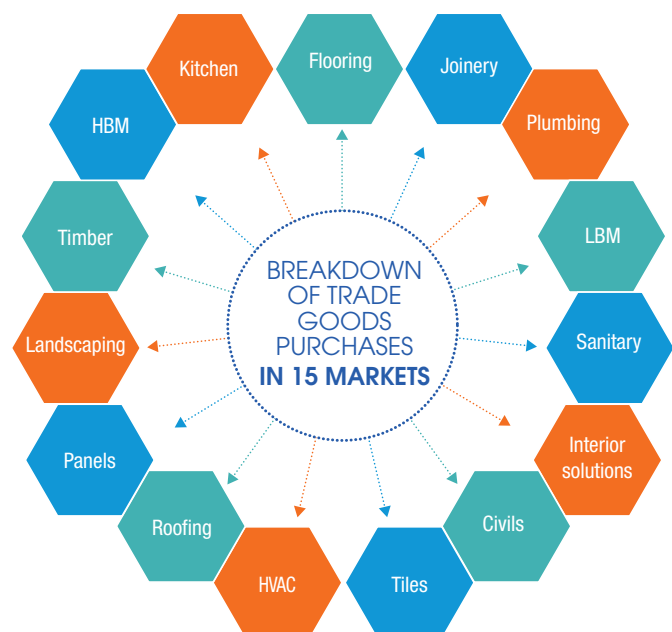 BREAKDOWN
OF TRADE
GOODS
PURCHASES
IN 15 MARKETS
Flooring
Joinery
Plumbing
LBM
Sanitary
Interior
solutions
Civils
Tiles
HVAC
Roofing
Panels
Landscaping
Timber
HBM
Kitchen